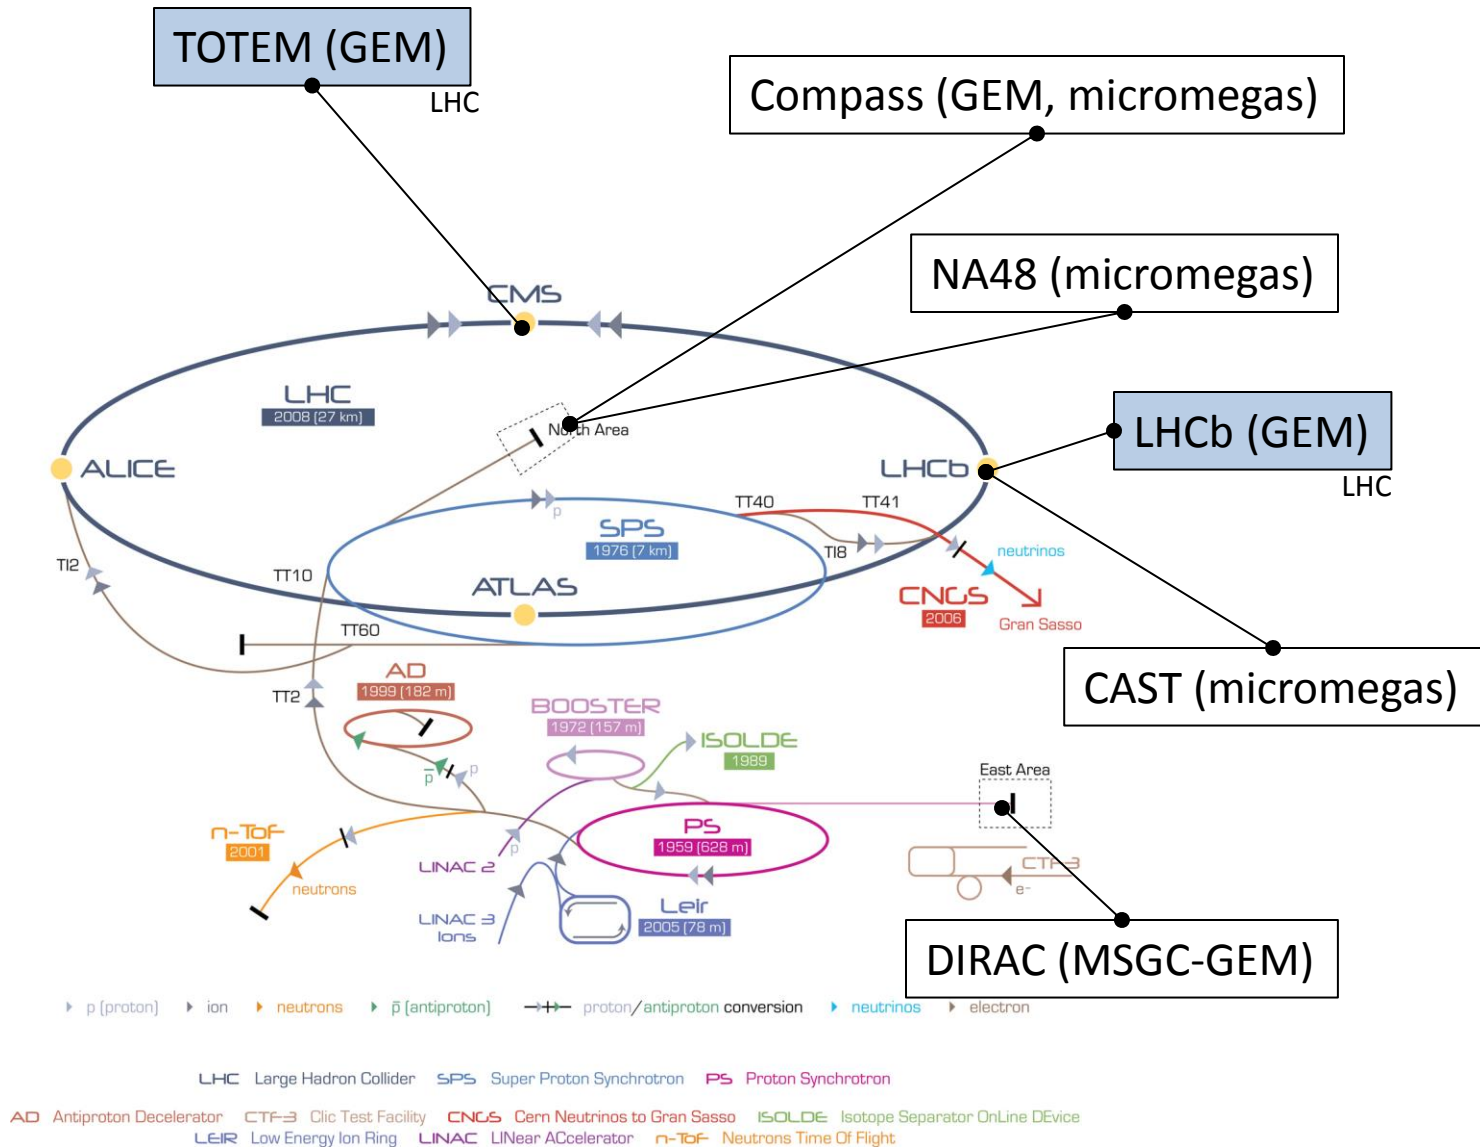 TOTEM (GEM)
LHC
Compass (GEM, micromegas)
NA48 (micromegas)
CMS
LHC
2008 (27 km)
North Area
LHCb (GEM)
LHC
ALICE
LHCb
TT40
TT41
p
SPS
1976 (7 km)
TI8
neutrinos
TI2
TT10
ATLAS
CNGS
2006
Gran Sasso
TT60
CAST (micromegas)
AD
1999 (182 m)
TT2
BOOSTER
1972 (157 m)
ISOLDE
1989
p̄
p
East Area
n-ToF
2001
PS
1959 (628 m)
LINAC 2
p
neutrons
CTF3
e-
LINAC 3
Ions
Leir
2005 (78 m)
DIRAC (MSGC-GEM)
p (proton) ion neutrons p̄ (antiproton) proton/antiproton conversion neutrinos electron
LHC Large Hadron Collider SPS Super Proton Synchrotron PS Proton Synchrotron
AD Antiproton Decelerator CTF-3 Clic Test Facility CNGS Cern Neutrinos to Gran Sasso ISOLDE Isotope Separator OnLine DEvice
LEIR Low Energy Ion Ring LINAC LINear ACcelerator n-ToF Neutrons Time Of Flight